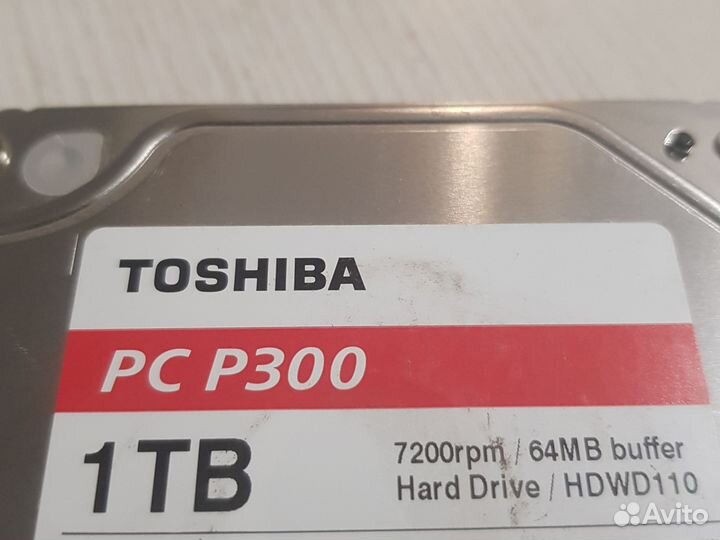 TOSHIBA
PC P300
1TB
7200rpm / 64MB buffer
Hard Drive / HDWD110
Avito